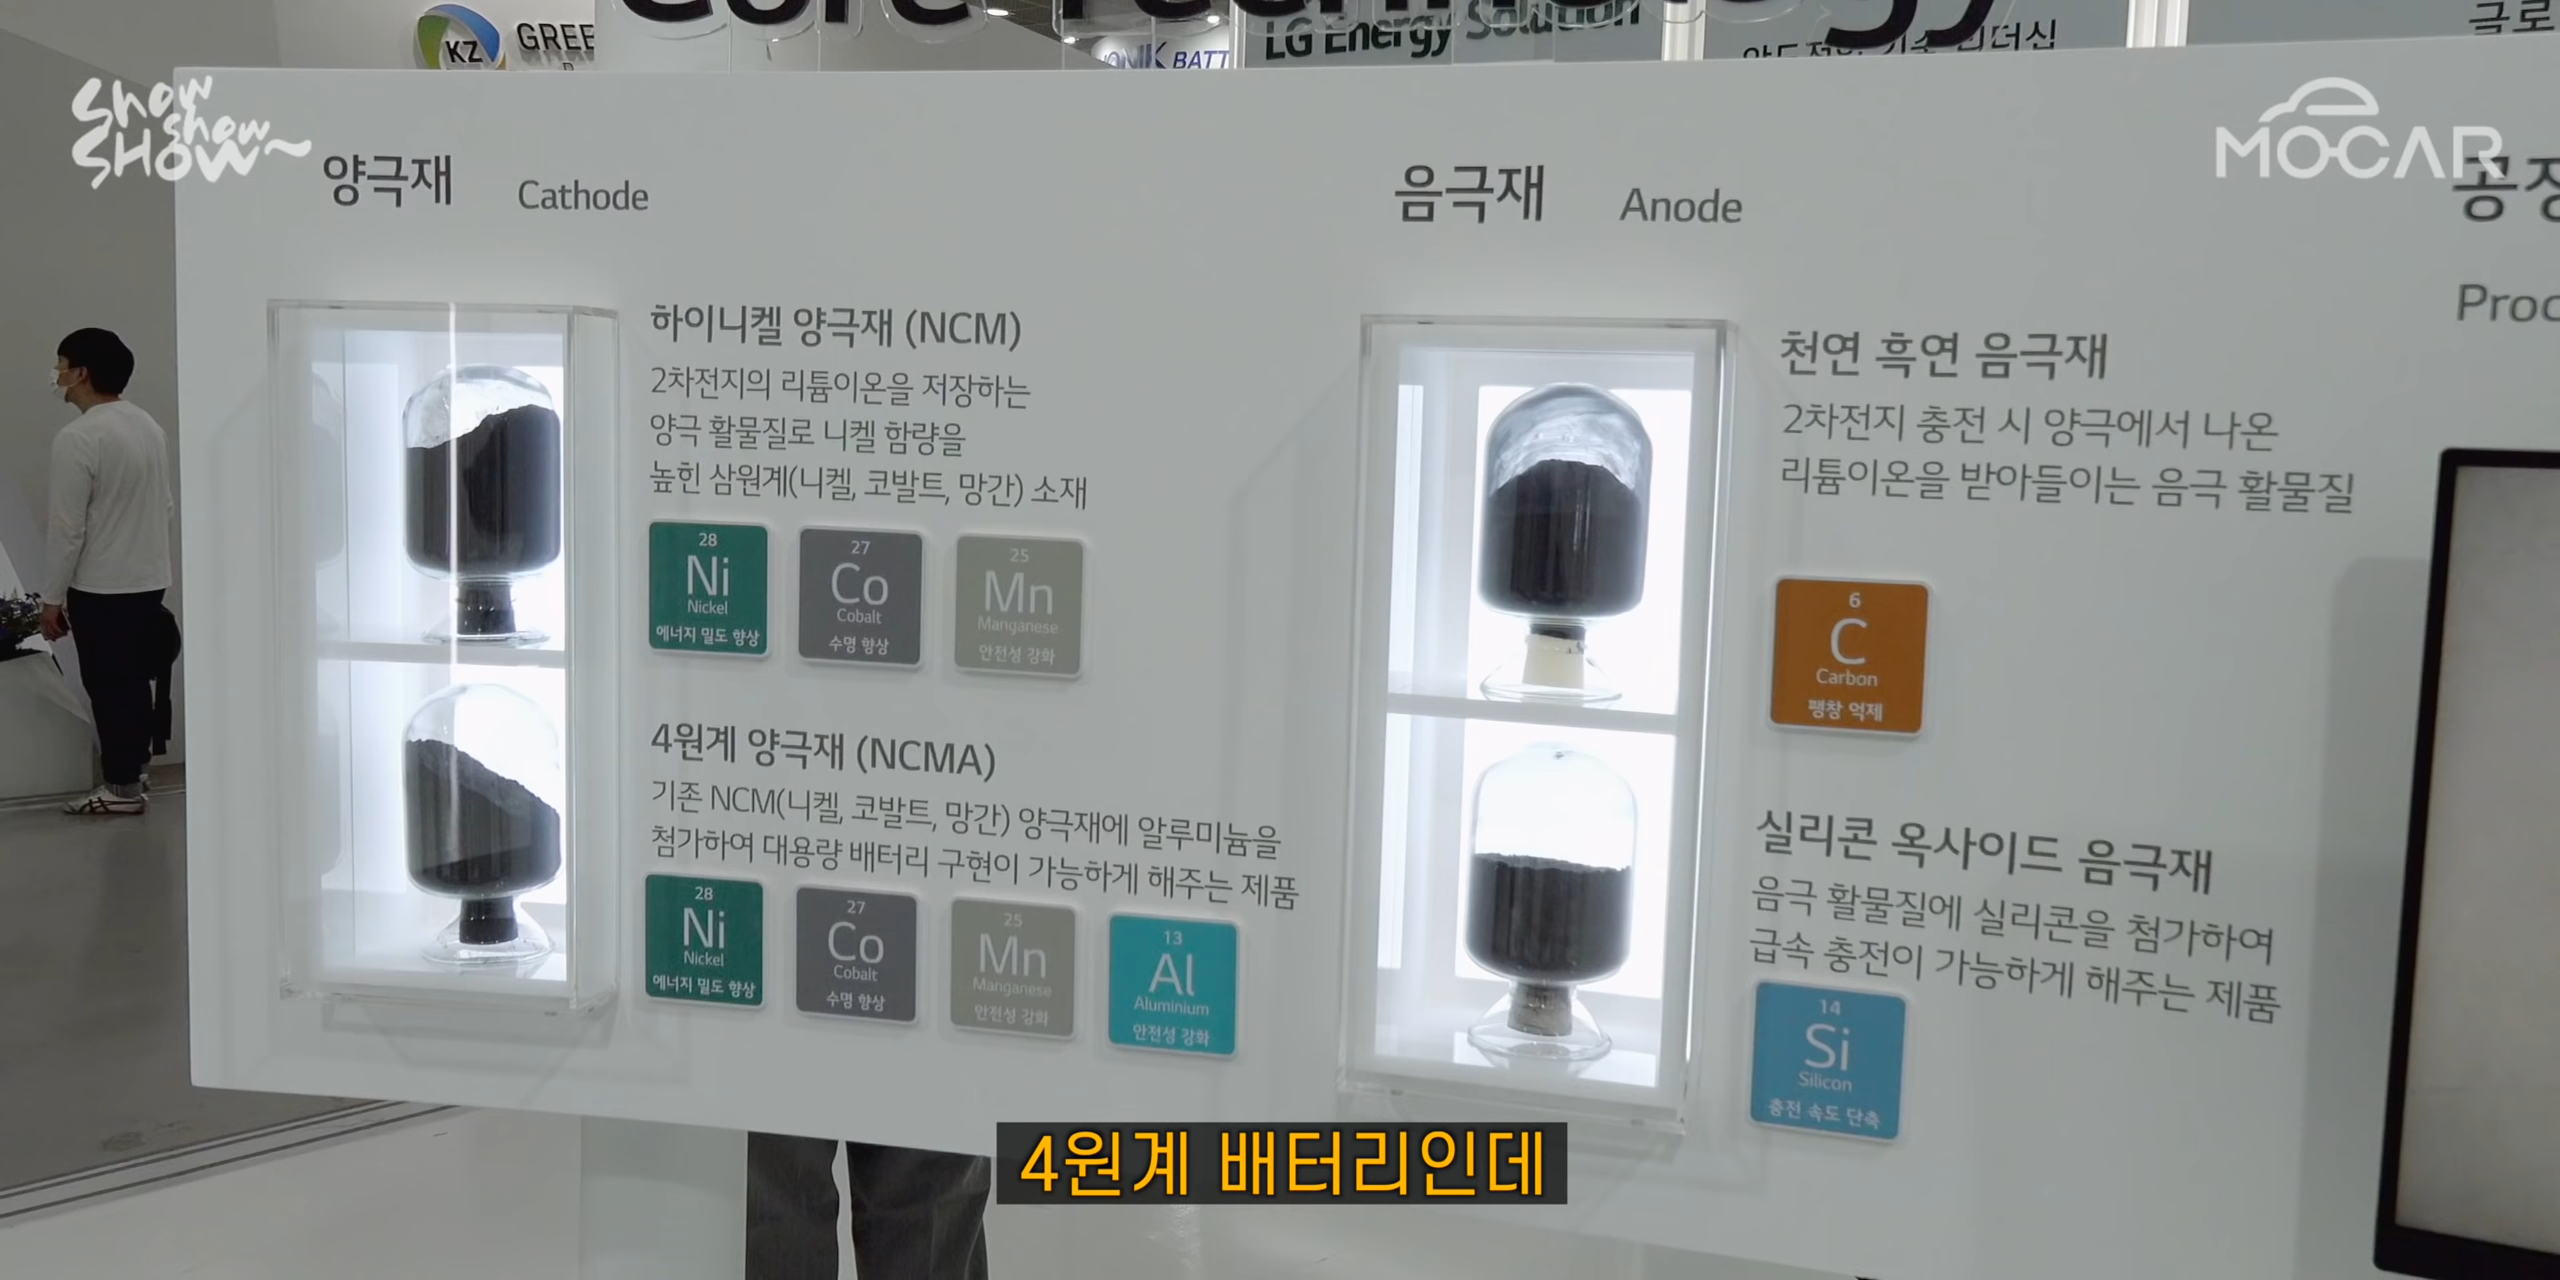 Core Technology
KZ GREE
BATT
LG Energy Solution
글로
Show
Show
SHOW~
MOCAR
양극재 Cathode
하이니켈 양극재 (NCM)
2차전지의 리튬이온을 저장하는
양극 활물질로 니켈 함량을
높힌 삼원계(니켈, 코발트, 망간) 소재
28
Ni
Nickel
에너지 밀도 향상
27
Co
Cobalt
수명 향상
25
Mn
Manganese
안전성 강화
4원계 양극재 (NCMA)
기존 NCM(니켈, 코발트, 망간) 양극재에 알루미늄을
첨가하여 대용량 배터리 구현이 가능하게 해주는 제품
28
Ni
Nickel
에너지 밀도 향상
27
Co
Cobalt
수명 향상
25
Mn
Manganese
안전성 강화
13
Al
Aluminium
안전성 강화
음극재 Anode
천연 흑연 음극재
2차전지 충전 시 양극에서 나온
리튬이온을 받아들이는 음극 활물질
6
C
Carbon
팽창 억제
실리콘 옥사이드 음극재
음극 활물질에 실리콘을 첨가하여
급속 충전이 가능하게 해주는 제품
14
Si
Silicon
충전 속도 단축
공정
Proc
4원계 배터리인데